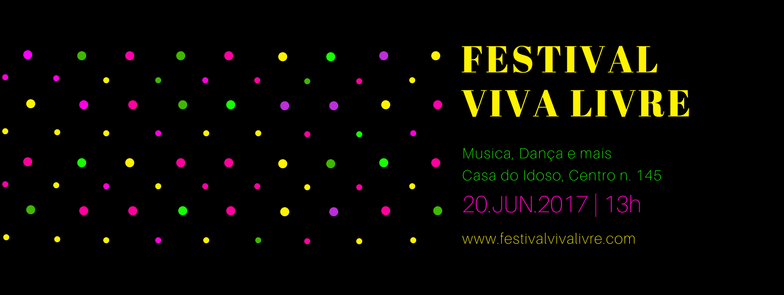 FESTIVAL
VIVA LIVRE
Musica, Dança e mais
Casa do Idoso, Centro n. 145
20.JUN.2017 | 13h
www.festivalvivalivre.com